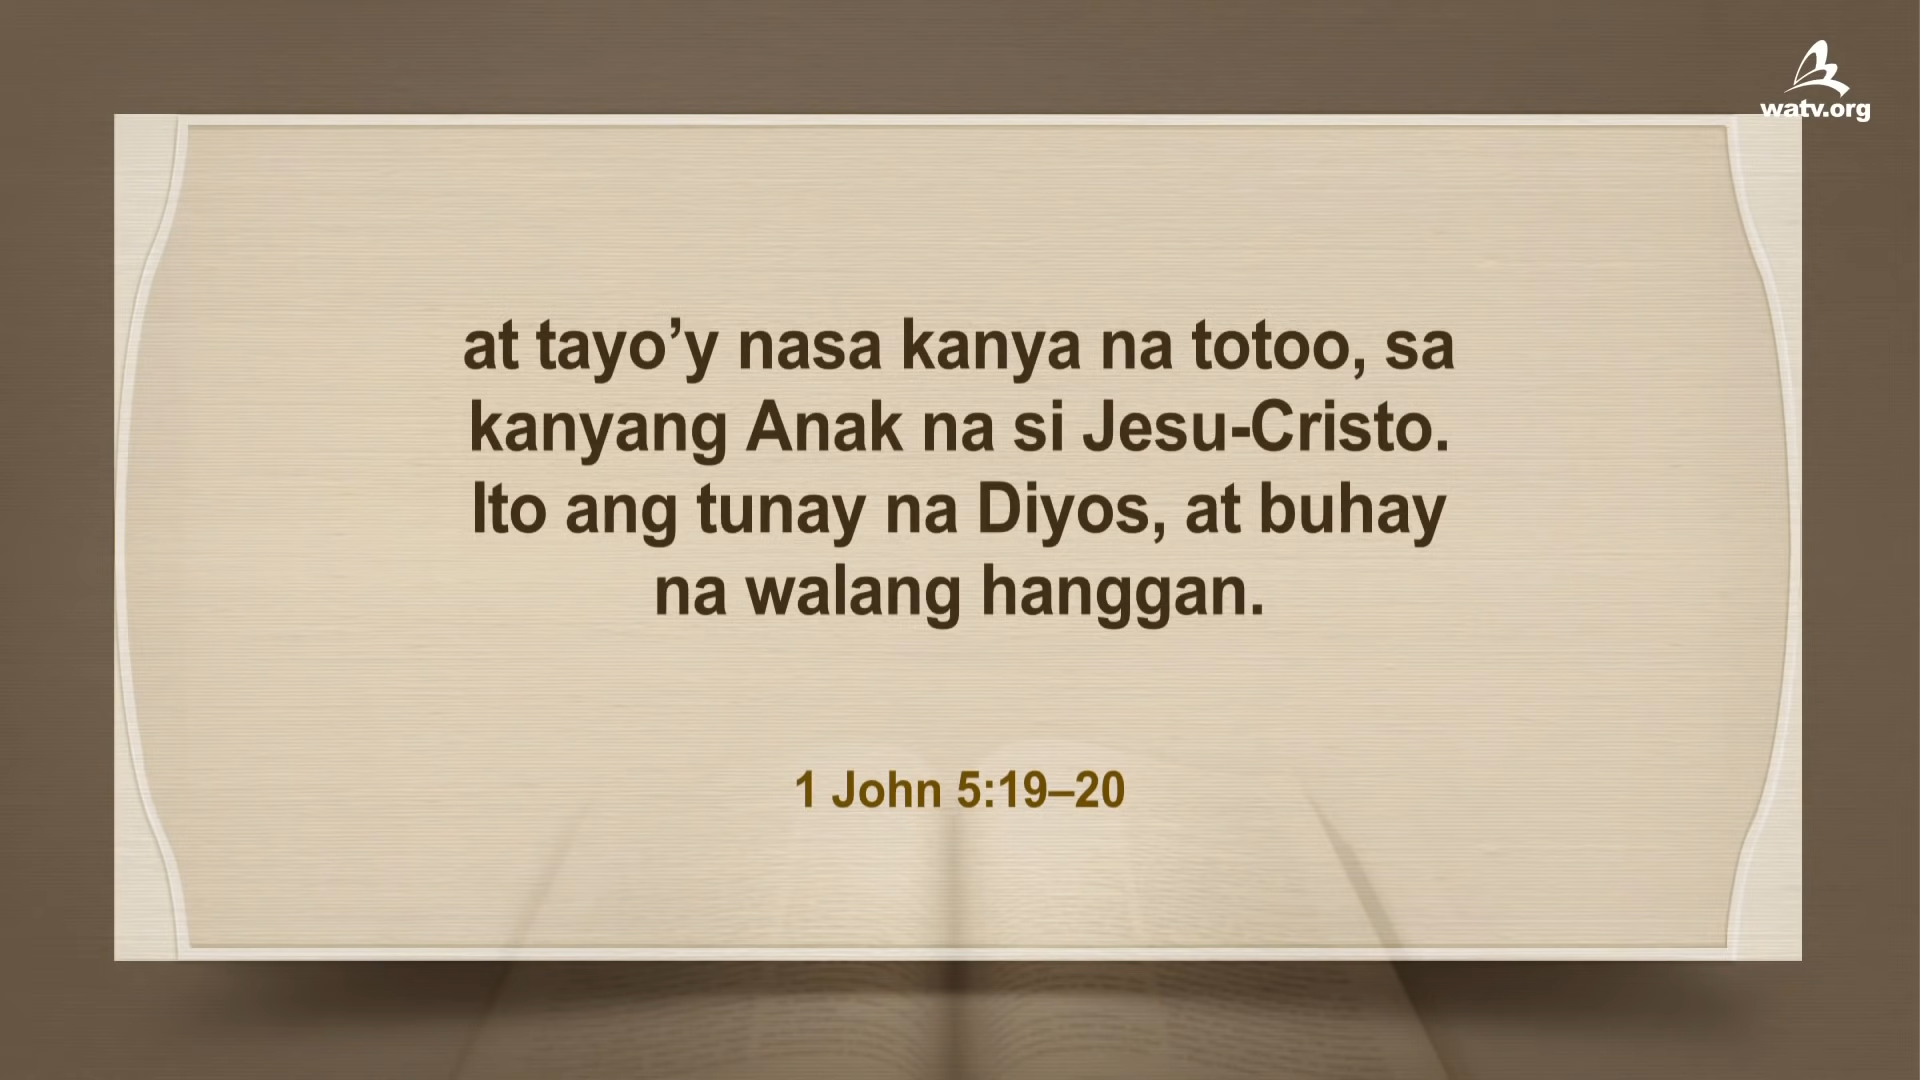 watv.org
at tayo’y nasa kanya na totoo, sa
kanyang Anak na si Jesu-Cristo.
Ito ang tunay na Diyos, at buhay
na walang hanggan.
1 John 5:19–20